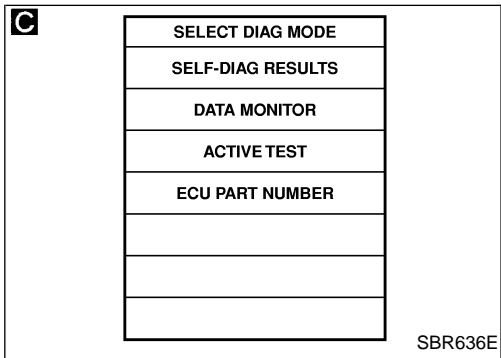 C
SELECT DIAG MODE
SELF-DIAG RESULTS
DATA MONITOR
ACTIVE TEST
ECU PART NUMBER
SBR636E